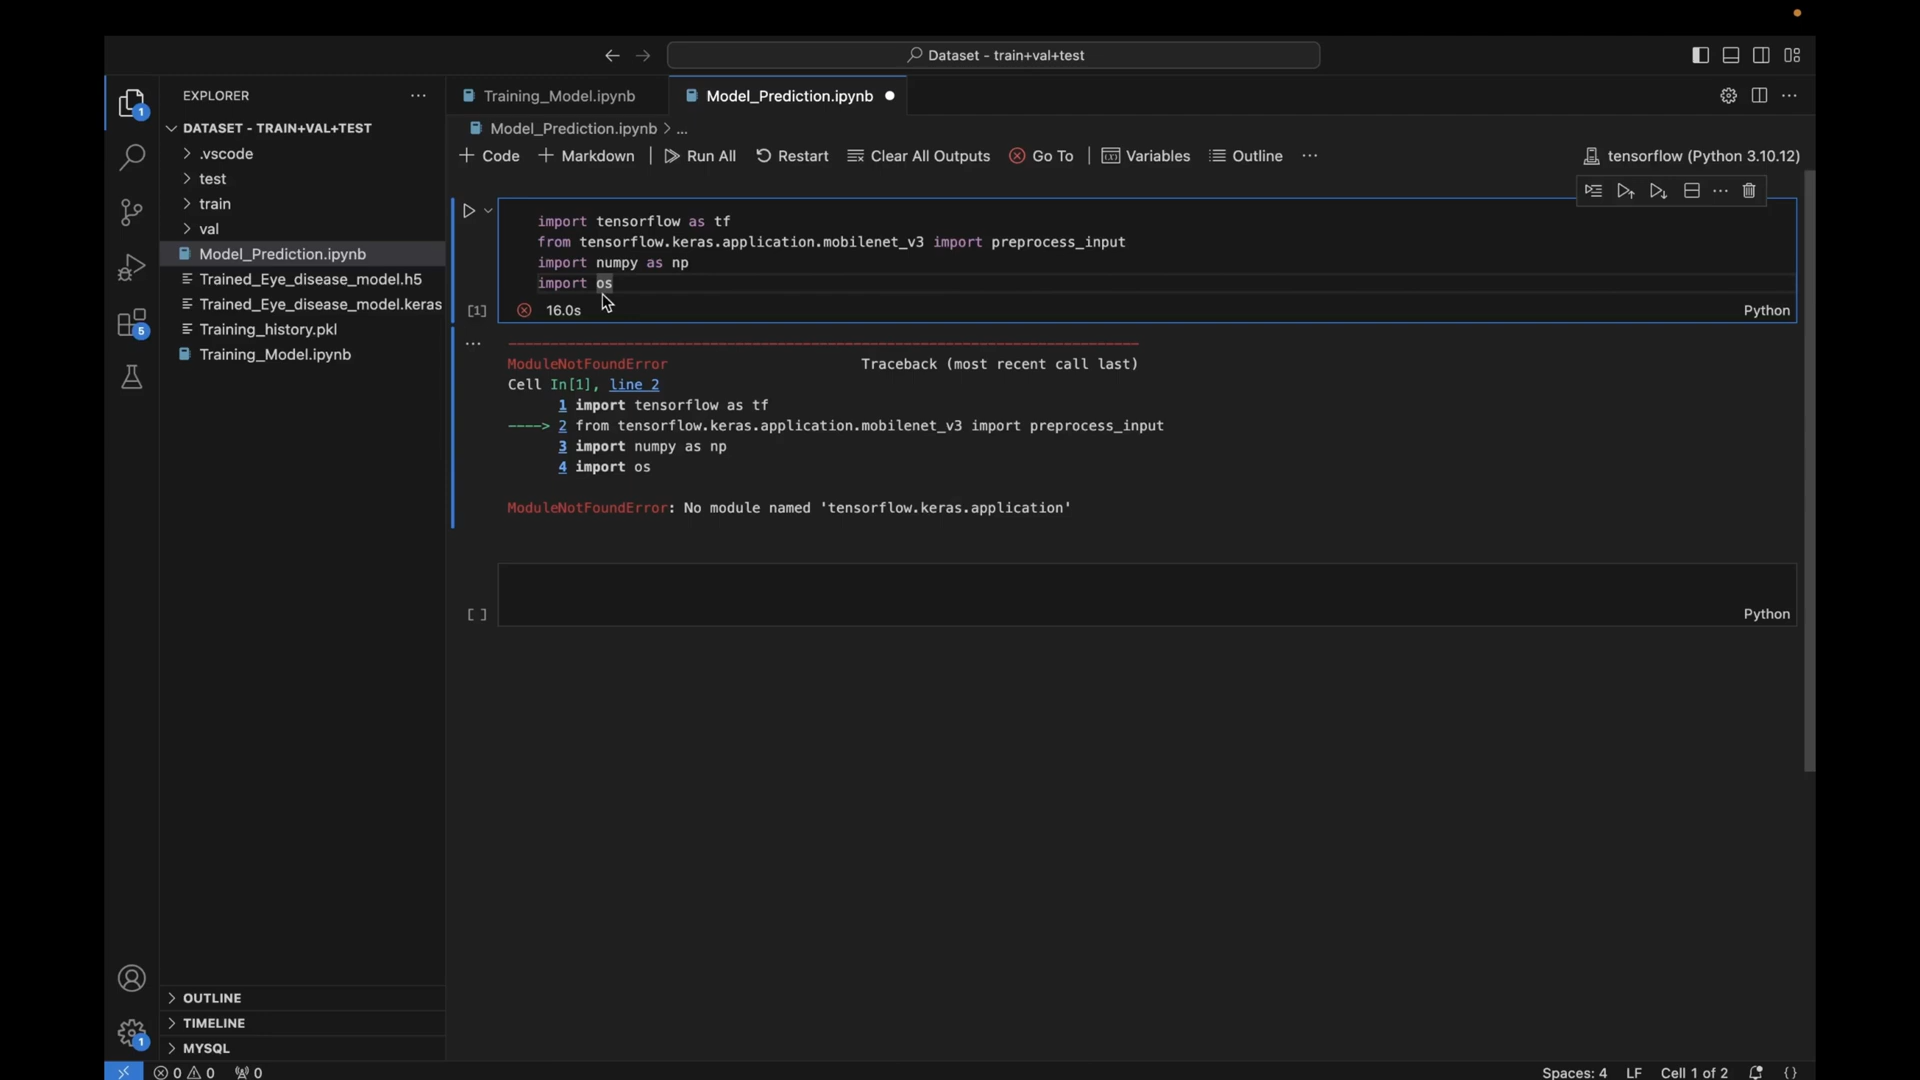 Dataset - train+val+test
EXPLORER
Training_Model.ipynb
Model_Prediction.ipynb
1
DATASET - TRAIN+VAL+TEST
Model_Prediction.ipynb > ...
.vscode
Code
Markdown
Run All
Restart
Clear All Outputs
Go To
Variables
Outline
tensorflow (Python 3.10.12)
test
train
val
Model_Prediction.ipynb
Trained_Eye_disease_model.h5
Trained_Eye_disease_model.keras
Training_history.pkl
Training_Model.ipynb
5
import tensorflow as tf
from tensorflow.keras.application.mobilenet_v3 import preprocess_input
import numpy as np
import os
[1]
16.0s
Python
ModuleNotFoundError Traceback (most recent call last)
Cell In[1], line 2
1 import tensorflow as tf
----> 2 from tensorflow.keras.application.mobilenet_v3 import preprocess_input
3 import numpy as np
4 import os
ModuleNotFoundError: No module named 'tensorflow.keras.application'
[ ]
Python
OUTLINE
TIMELINE
MYSQL
1
0 0 0
Spaces: 4 LF Cell 1 of 2 {}